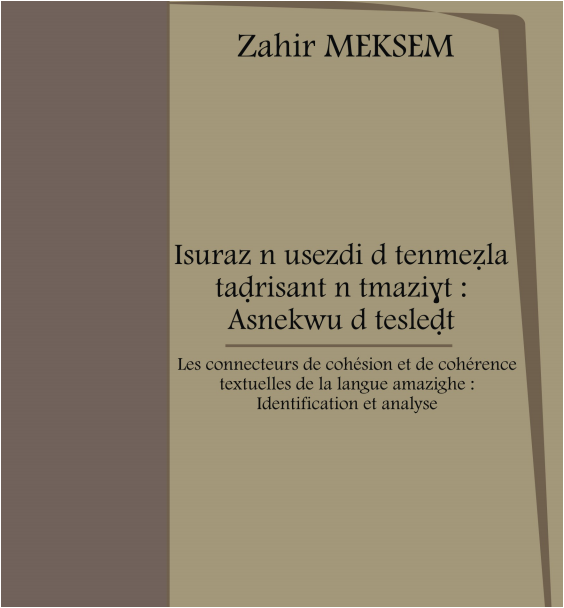 Zahir MEKSEM
Isuraz n usezdi d tenmeẓla
taḍrisant n tmaziɣt :
Asnekwu d tesleḍt
Les connecteurs de cohésion et de cohérence
textuelles de la langue amazighe :
Identification et analyse